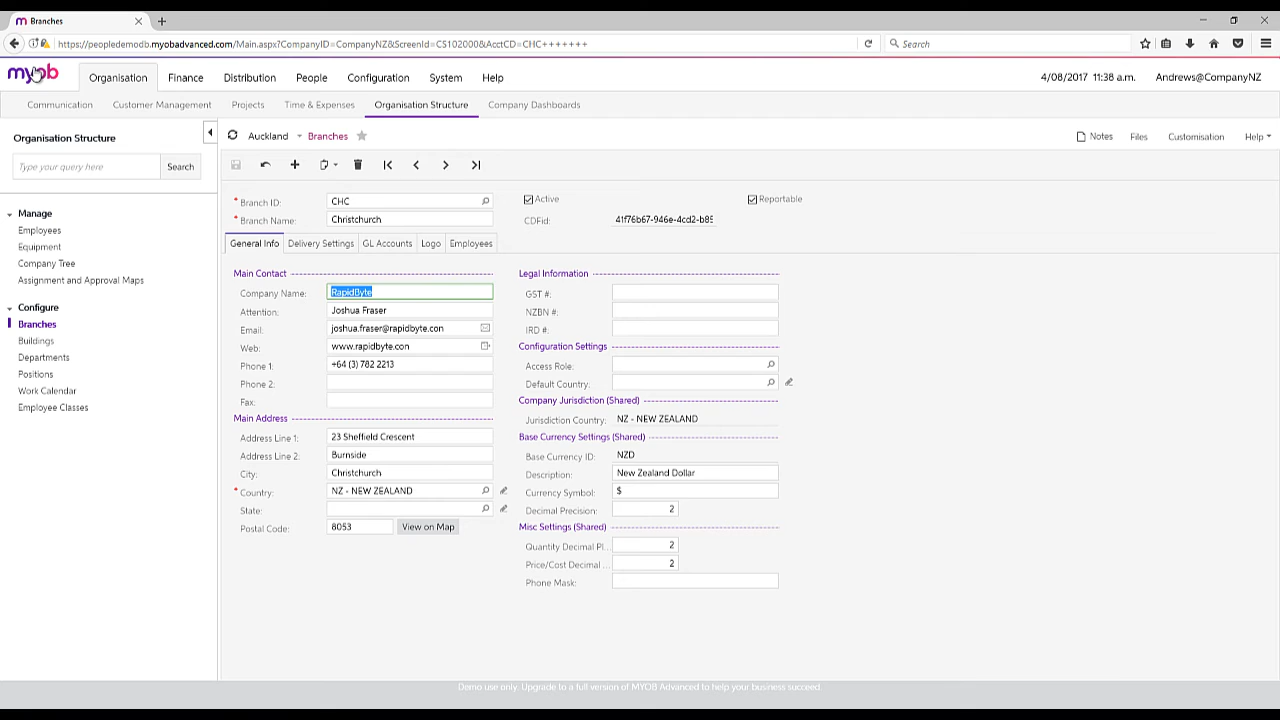 Branches
https://peopledemodb.myobadvanced.com/Main.aspx?CompanyID=CompanyNZ&ScreenId=CS102000&AcctCD=CHC+++++++
Search
myob
Organisation Finance Distribution People Configuration System Help
4/08/2017 11:38 a.m. Andrews@CompanyNZ
Communication Customer Management Projects Time & Expenses Organisation Structure Company Dashboards
Organisation Structure
Type your query here Search
Manage
Employees
Equipment
Company Tree
Assignment and Approval Maps
Configure
Branches
Buildings
Departments
Positions
Work Calendar
Employee Classes
Auckland Branches
Notes Files Customisation Help
* Branch ID: CHC
* Branch Name: Christchurch
Active
CDFid: 41f76b67-946e-4cd2-b85
Reportable
General Info Delivery Settings GL Accounts Logo Employees
Main Contact
Company Name: RapidByte
Attention: Joshua Fraser
Email: joshua.fraser@rapidbyte.con
Web: www.rapidbyte.con
Phone 1: +64 (3) 782 2213
Phone 2:
Fax:
Main Address
Address Line 1: 23 Sheffield Crescent
Address Line 2: Burnside
City: Christchurch
* Country: NZ - NEW ZEALAND
State:
Postal Code: 8053 View on Map
Legal Information
GST #:
NZBN #:
IRD #:
Configuration Settings
Access Role:
Default Country:
Company Jurisdiction (Shared)
Jurisdiction Country: NZ - NEW ZEALAND
Base Currency Settings (Shared)
Base Currency ID: NZD
Description: New Zealand Dollar
Currency Symbol: $
Decimal Precision: 2
Misc Settings (Shared)
Quantity Decimal Pl... 2
Price/Cost Decimal ... 2
Phone Mask:
Demo use only. Upgrade to a full version of MYOB Advanced to help your business succeed